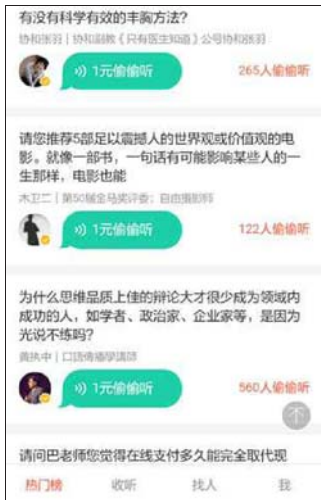 有没有科学有效的丰胸方法?
协和张羽 | 协和副教《只有医生知道》公号协和张羽
1元偷偷听
265人偷偷听
请您推荐5部足以震撼人的世界观或价值观的电
影。就像一部书，一句话有可能影响某些人的一
生那样，电影也能
木卫二 | 第50届金马奖评委；自由撰影师
1元偷偷听
122人偷偷听
为什么思维品质上佳的辩论大才很少成为领域内
成功的人，如学者、政治家、企业家等，是因为
光说不练吗?
黄执中 | 口語傳播學講師
1元偷偷听
560人偷偷听
请问巴老师您觉得在线支付多久能完全取代现
热门榜
收听
找人
我